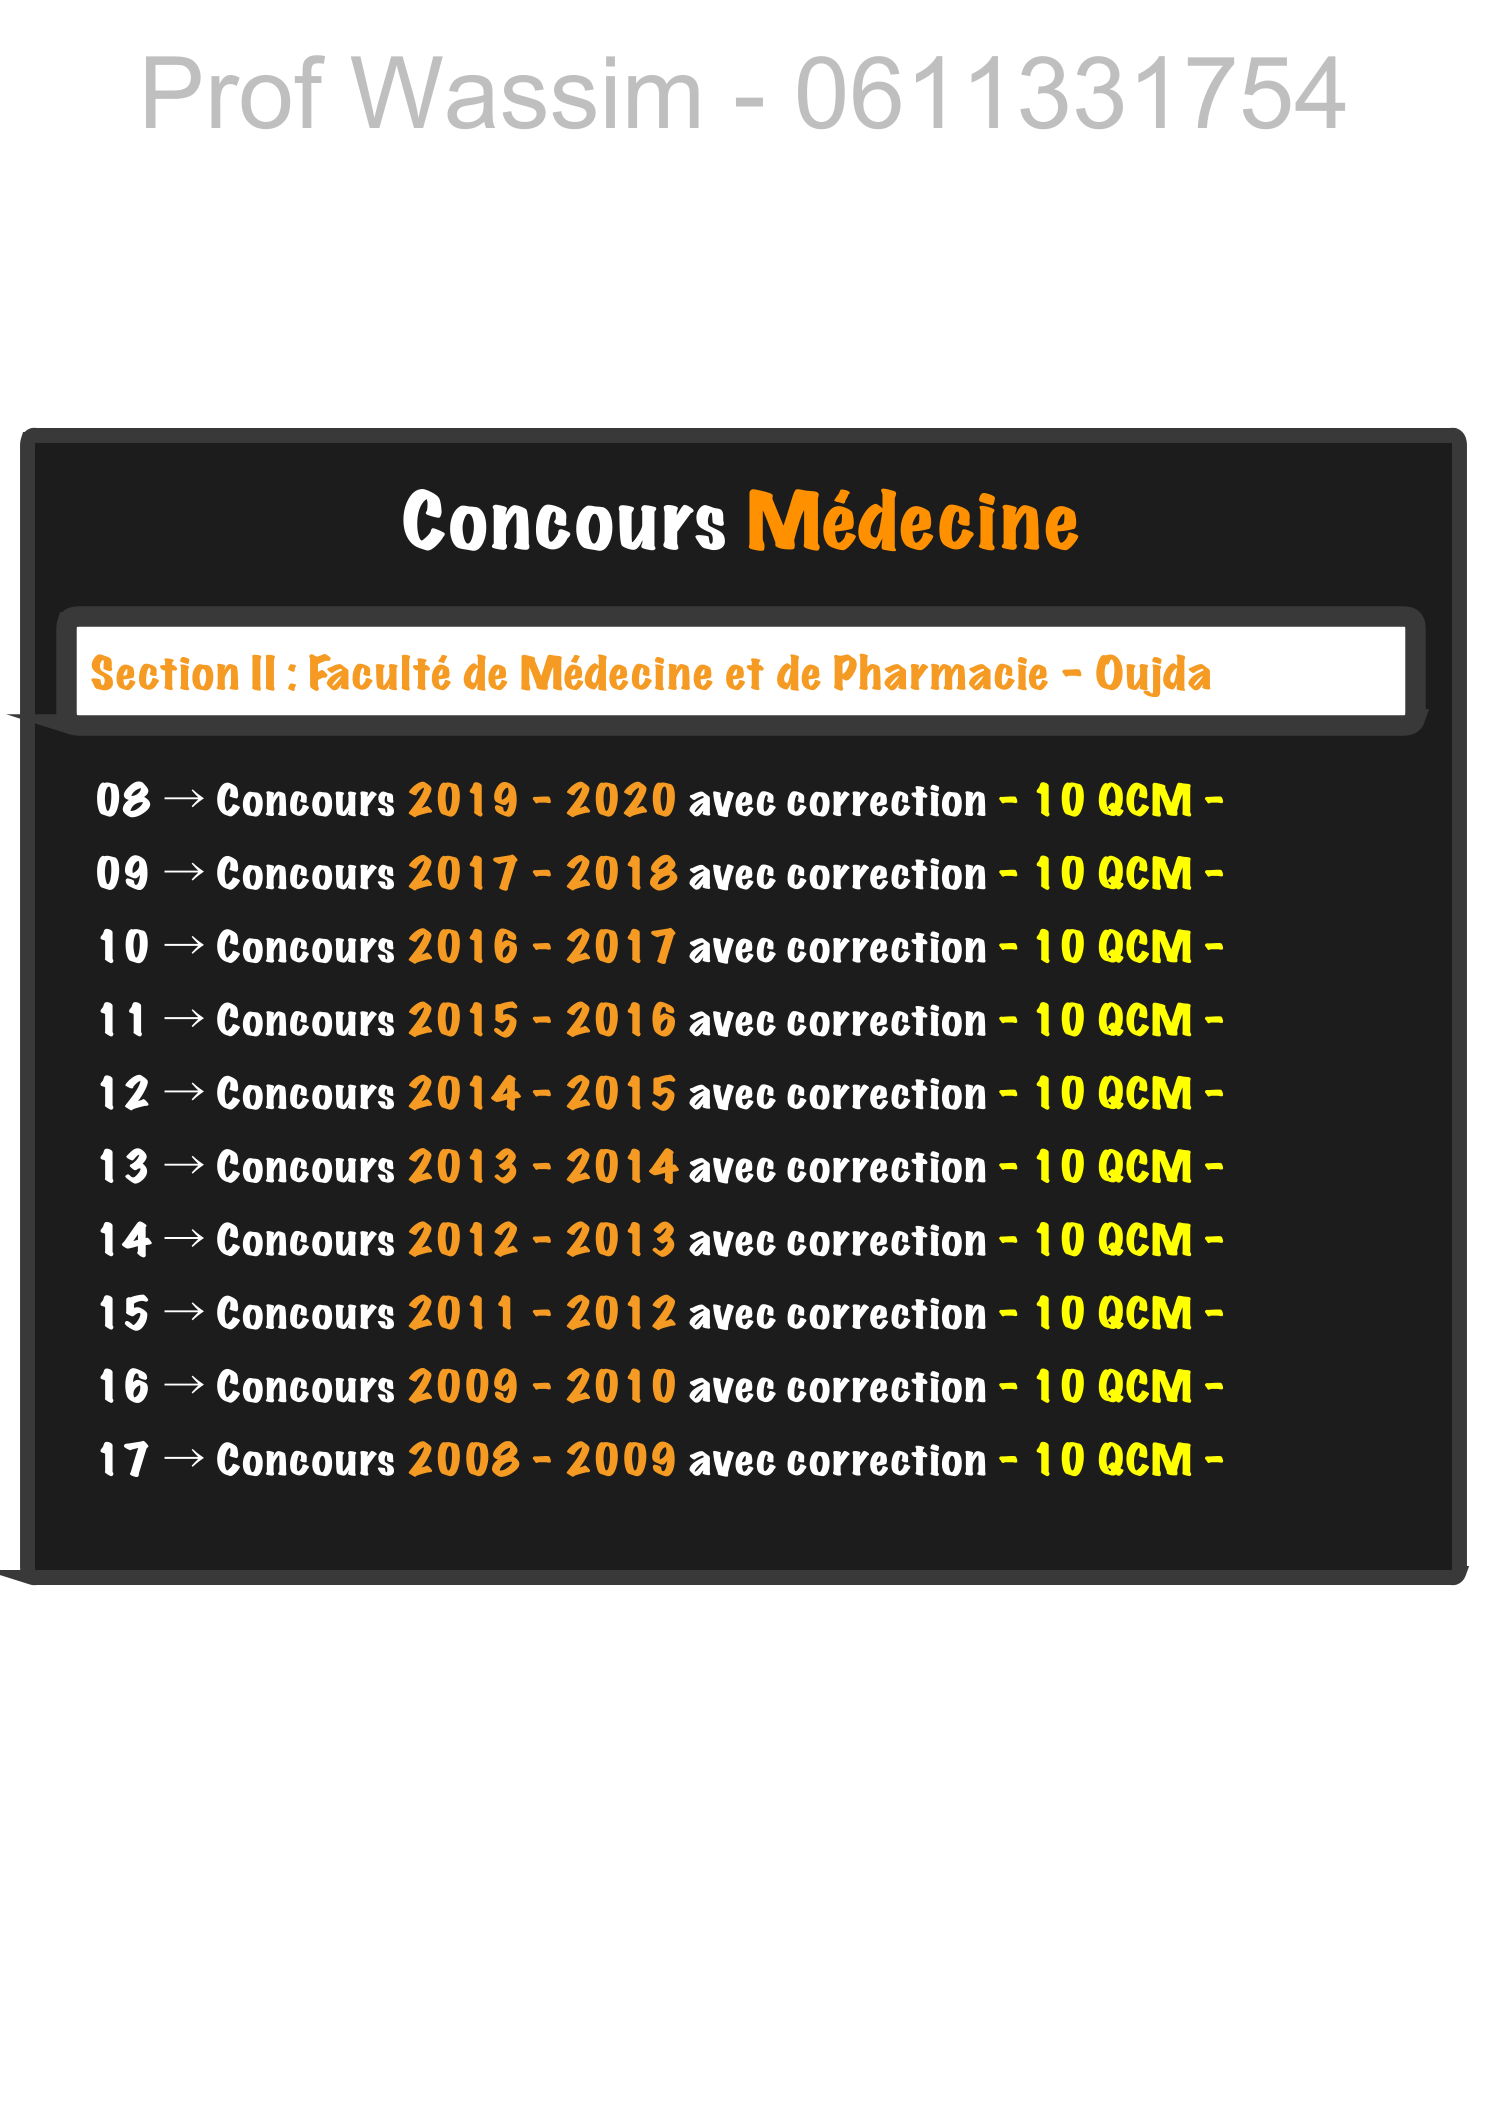 Prof Wassim - 0611331754
Concours Médecine
Section II : Faculté de Médecine et de Pharmacie - Oujda
08 → Concours 2019 - 2020 avec correction - 10 QCM -
09 → Concours 2017 - 2018 avec correction - 10 QCM -
10 → Concours 2016 - 2017 avec correction - 10 QCM -
11 → Concours 2015 - 2016 avec correction - 10 QCM -
12 → Concours 2014 - 2015 avec correction - 10 QCM -
13 → Concours 2013 - 2014 avec correction - 10 QCM -
14 → Concours 2012 - 2013 avec correction - 10 QCM -
15 → Concours 2011 - 2012 avec correction - 10 QCM -
16 → Concours 2009 - 2010 avec correction - 10 QCM -
17 → Concours 2008 - 2009 avec correction - 10 QCM -